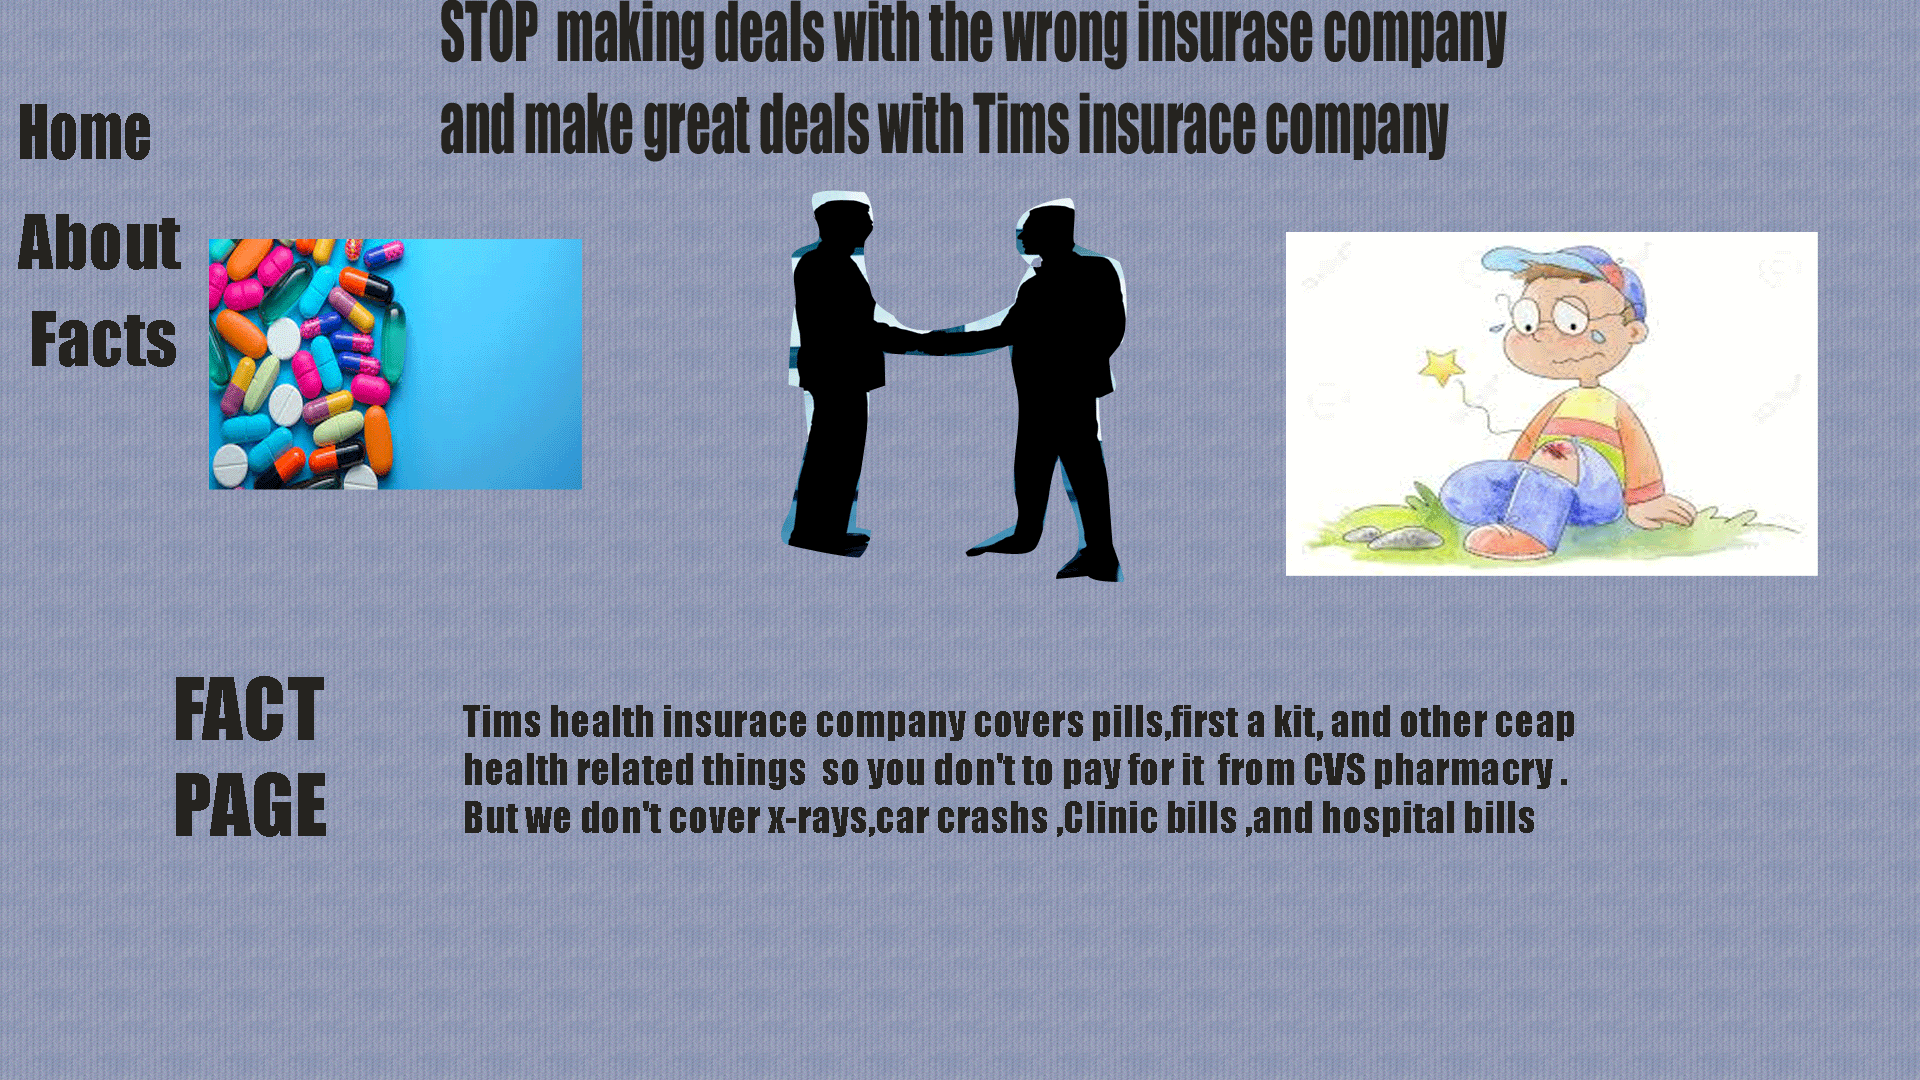 STOP making deals with the wrong insurase company
and make great deals with Tims insurace company
Home
About
Facts
FACT
PAGE
Tims health insurace company covers pills,first a kit, and other ceap
health related things so you don't to pay for it from CVS pharmacry .
But we don't cover x-rays,car crashs ,Clinic bills ,and hospital bills